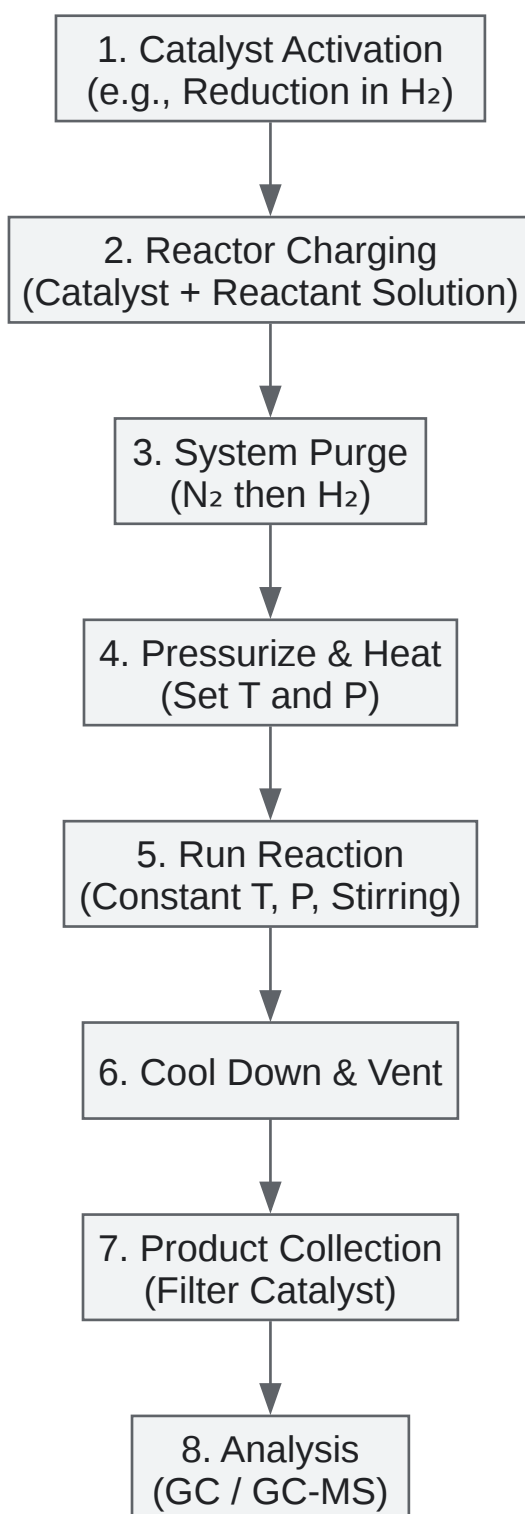 1. Catalyst Activation
(e.g., Reduction in H₂)
2. Reactor Charging
(Catalyst + Reactant Solution)
3. System Purge
(N₂ then H₂)
4. Pressurize & Heat
(Set T and P)
5. Run Reaction
(Constant T, P, Stirring)
6. Cool Down & Vent
7. Product Collection
(Filter Catalyst)
8. Analysis
(GC / GC-MS)